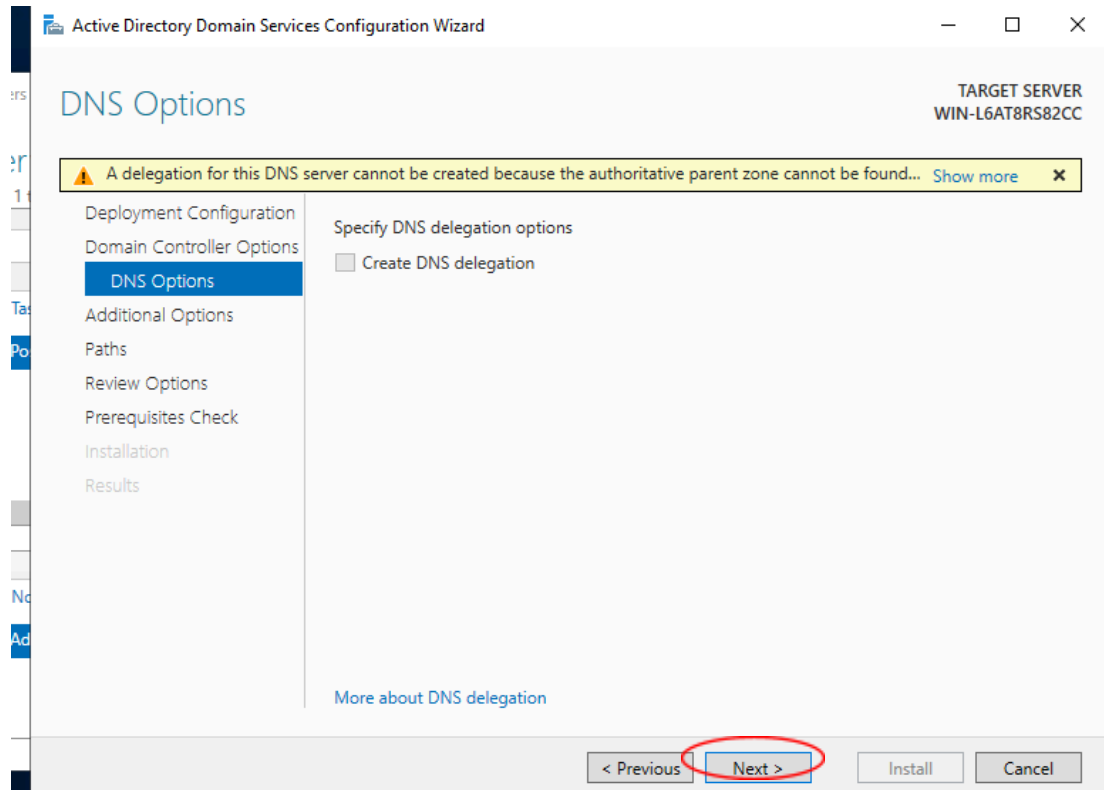 Active Directory Domain Services Configuration Wizard
DNS Options
TARGET SERVER
WIN-L6AT8RS82CC
A delegation for this DNS server cannot be created because the authoritative parent zone cannot be found... Show more
Deployment Configuration
Domain Controller Options
DNS Options
Additional Options
Paths
Review Options
Prerequisites Check
Installation
Results
Specify DNS delegation options
Create DNS delegation
More about DNS delegation
< Previous
Next >
Install
Cancel